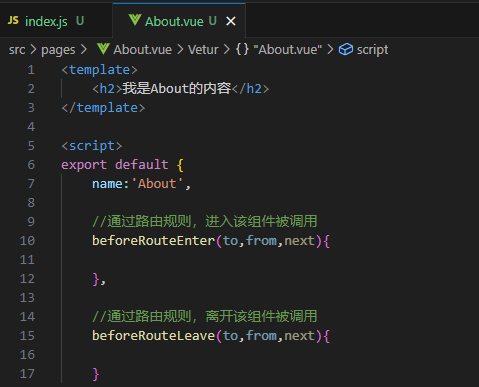 JS index.js U
About.vue U ×
src > pages > About.vue > Vetur > {} "About.vue" > script
1 <template>
2 <h2>我是About的内容</h2>
3 </template>
4
5 <script>
6 export default {
7 name:'About',
8
9 //通过路由规则，进入该组件被调用
10 beforeRouteEnter(to,from,next){
11
12 },
13
14 //通过路由规则，离开该组件被调用
15 beforeRouteLeave(to,from,next){
16
17 }